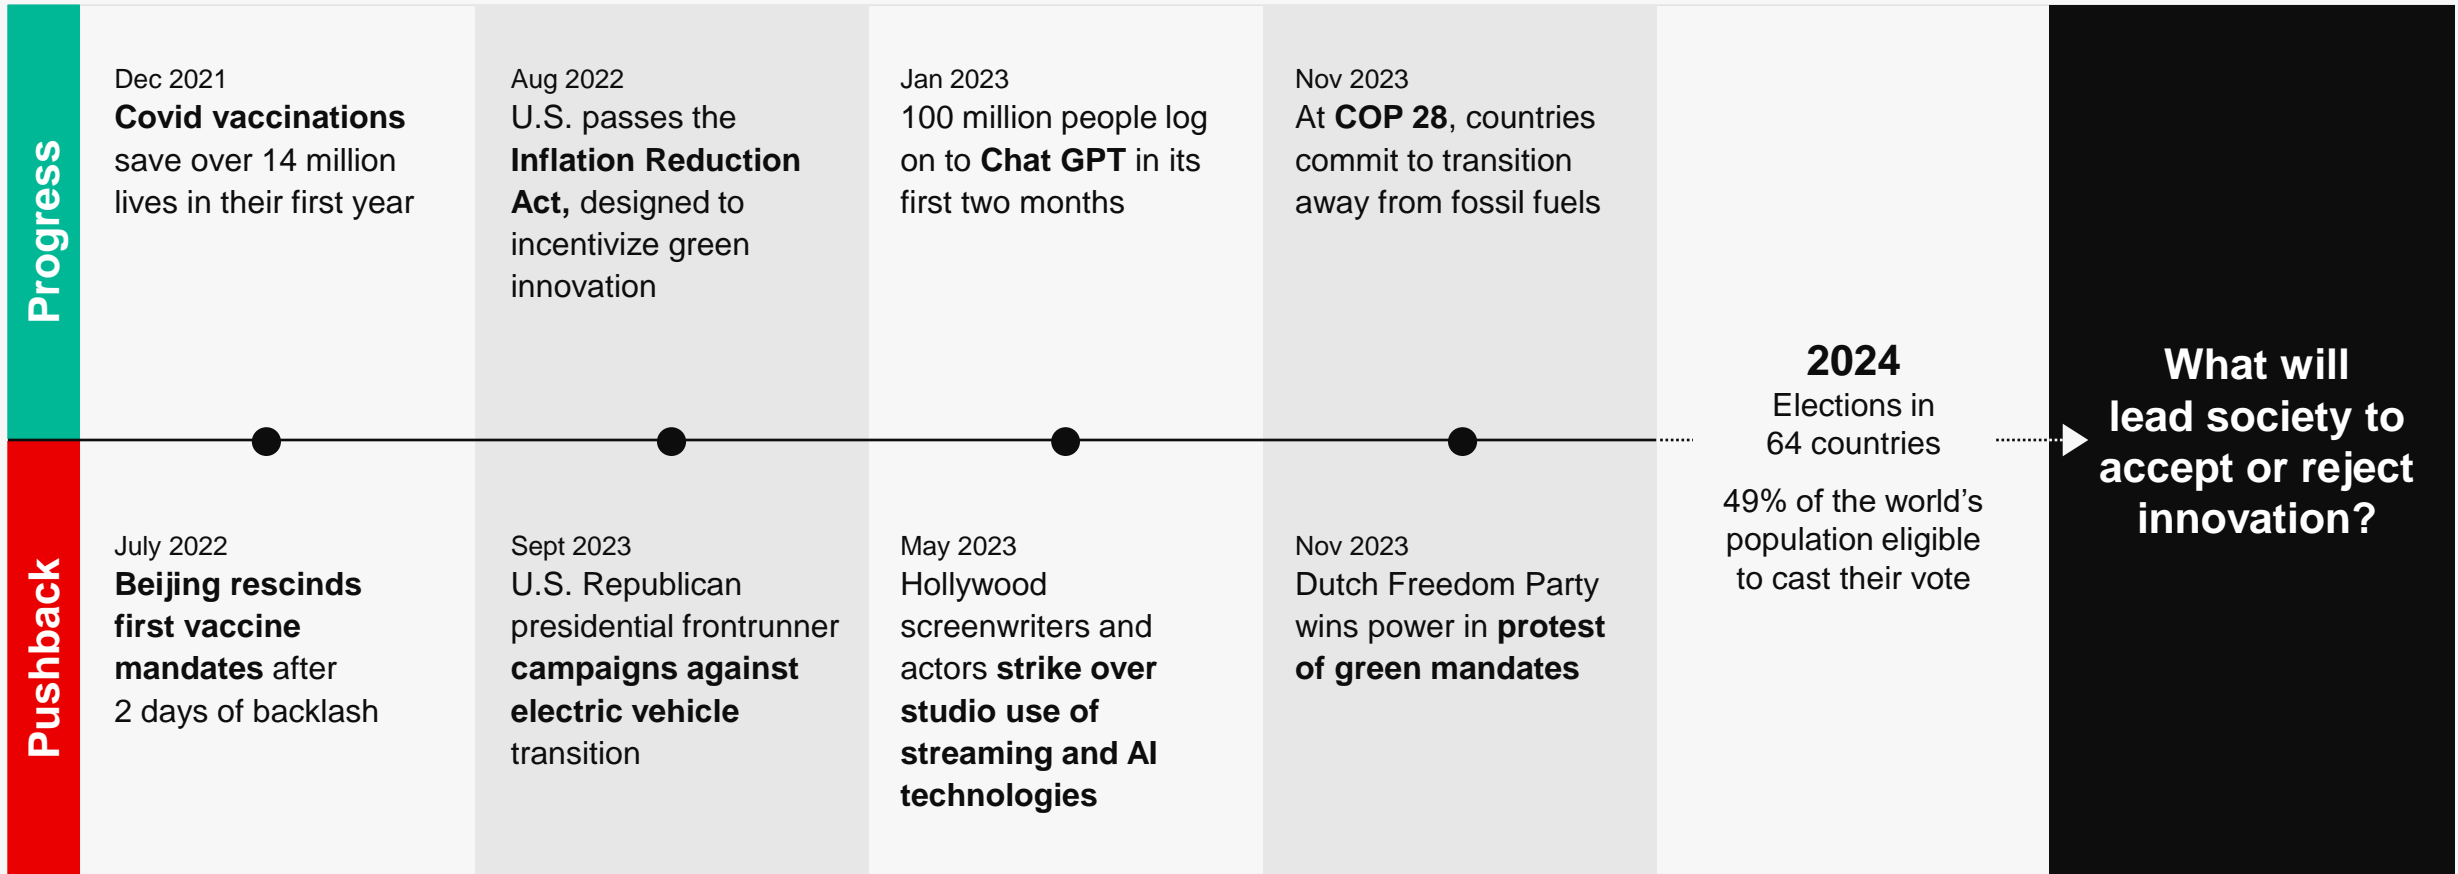 Progress
Dec 2021
Covid vaccinations
save over 14 million
lives in their first year
Aug 2022
U.S. passes the
Inflation Reduction
Act, designed to
incentivize green
innovation
Jan 2023
100 million people log
on to Chat GPT in its
first two months
Nov 2023
At COP 28, countries
commit to transition
away from fossil fuels
Pushback
July 2022
Beijing rescinds
first vaccine
mandates after
2 days of backlash
Sept 2023
U.S. Republican
presidential frontrunner
campaigns against
electric vehicle
transition
May 2023
Hollywood
screenwriters and
actors strike over
studio use of
streaming and AI
technologies
Nov 2023
Dutch Freedom Party
wins power in protest
of green mandates
2024
Elections in
64 countries
49% of the world’s
population eligible
to cast their vote
What will
lead society to
accept or reject
innovation?